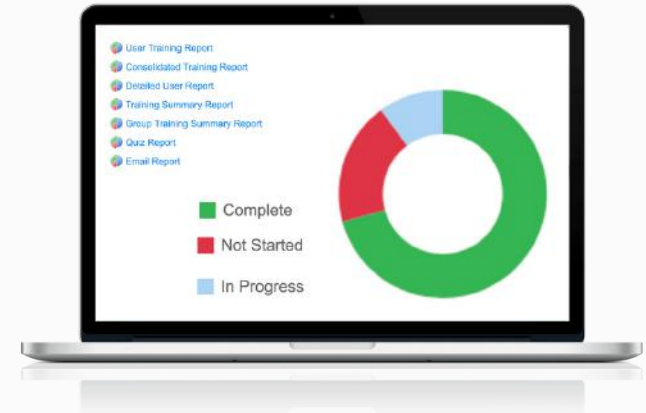 User Training Report
Consolidated Training Report
Detailed User Report
Training Summary Report
Group Training Summary Report
Quiz Report
Email Report
Complete
Not Started
In Progress